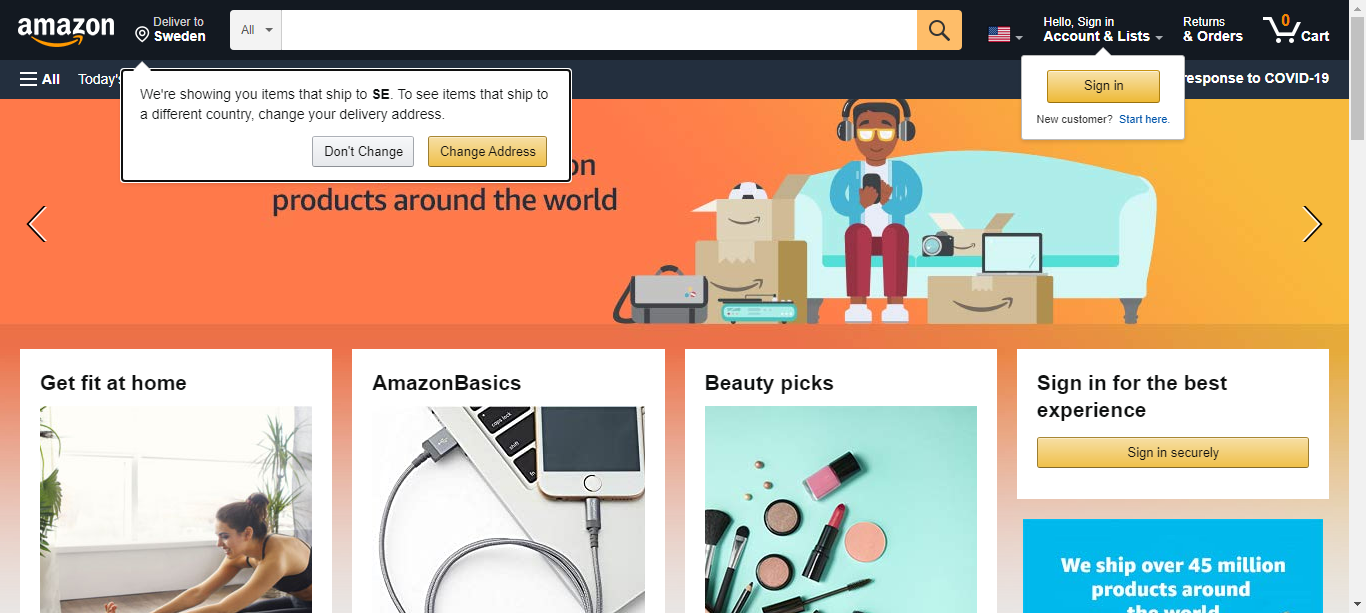 amazon
Deliver to
Sweden
All
Hello, Sign in
Account & Lists
Returns
& Orders
0
Cart
All
Today's
response to COVID-19
We're showing you items that ship to SE. To see items that ship to
a different country, change your delivery address.
Don't Change
Change Address
Sign in
New customer? Start here.
products around the world
Get fit at home
AmazonBasics
caps lock
shift
Beauty picks
Sign in for the best
experience
Sign in securely
We ship over 45 million
products around
the world